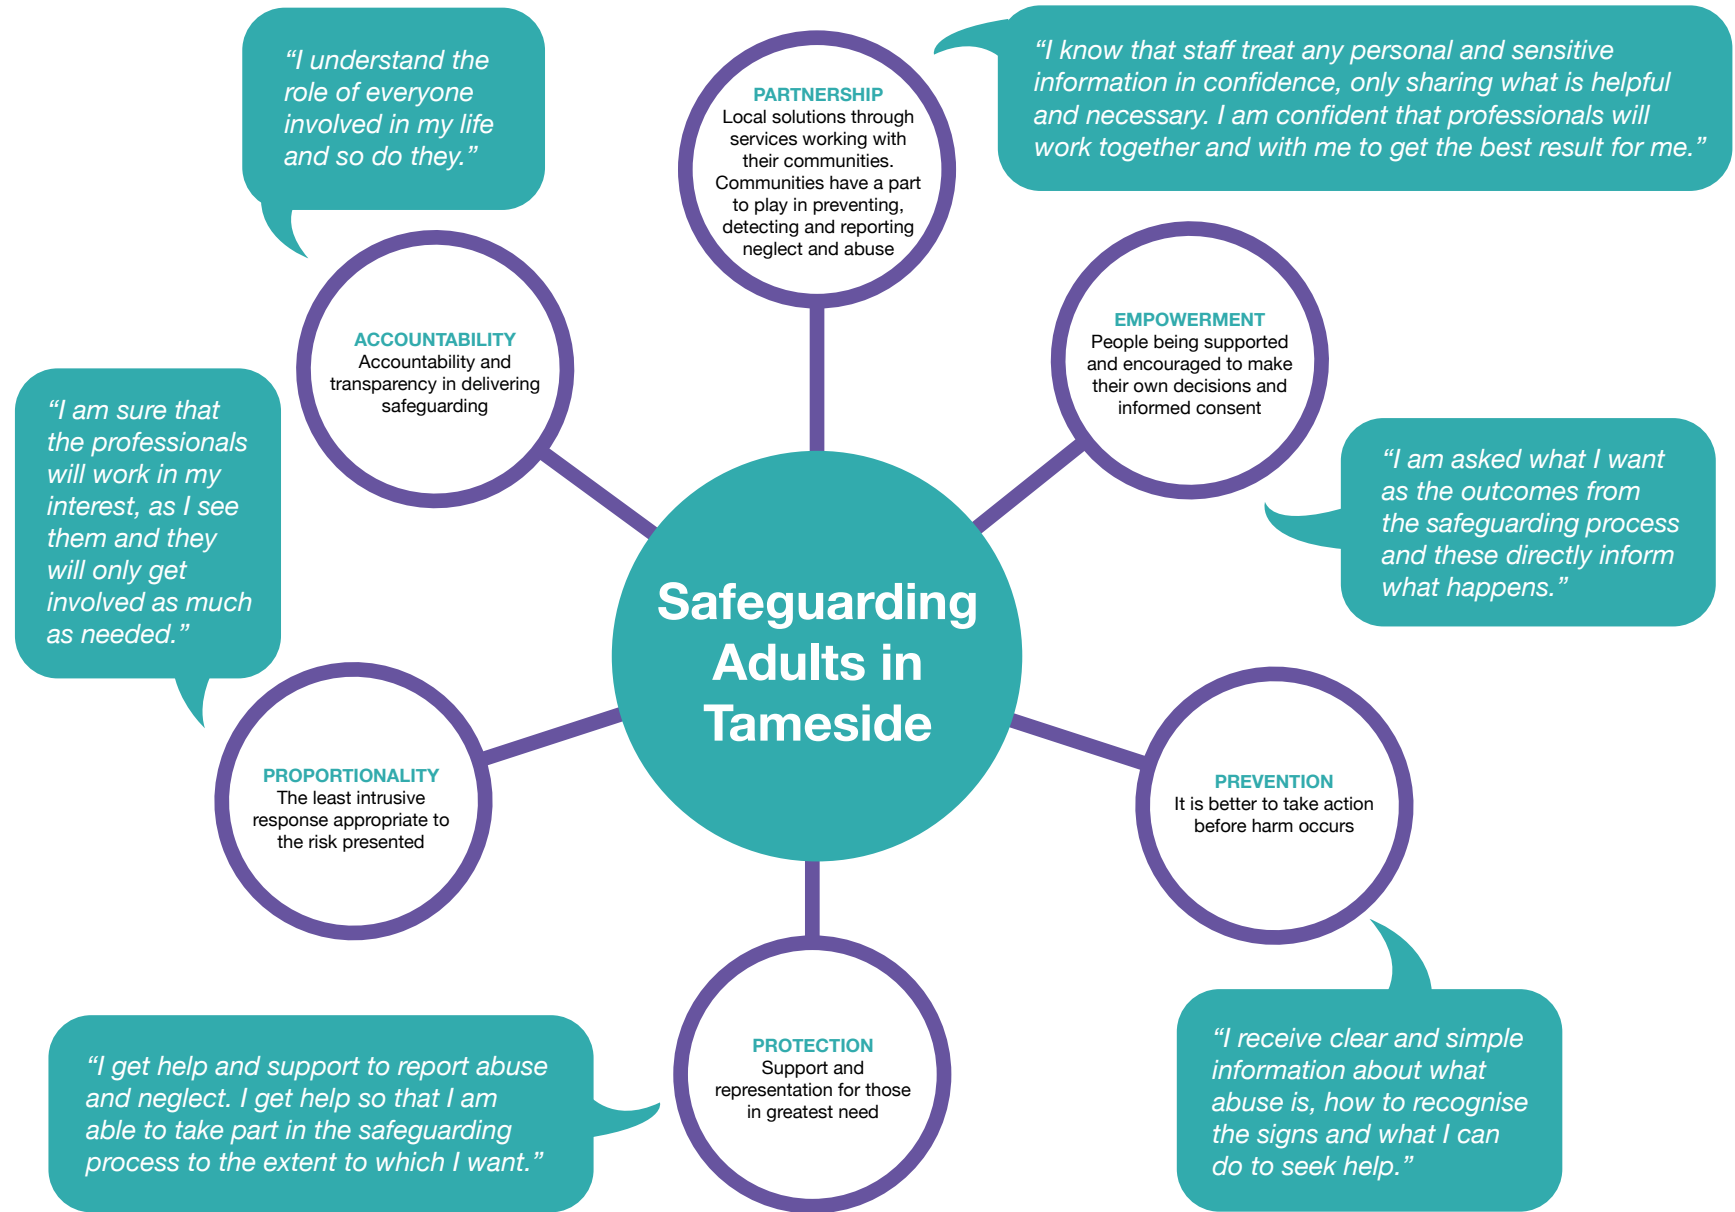 “I understand the
role of everyone
involved in my life
and so do they.”
PARTNERSHIP
Local solutions through
services working with
their communities.
Communities have a part
to play in preventing,
detecting and reporting
neglect and abuse
“I know that staff treat any personal and sensitive
information in confidence, only sharing what is helpful
and necessary. I am confident that professionals will
work together and with me to get the best result for me.”
ACCOUNTABILITY
Accountability and
transparency in delivering
safeguarding
EMPOWERMENT
People being supported
and encouraged to make
their own decisions and
informed consent
“I am sure that
the professionals
will work in my
interest, as I see
them and they
will only get
involved as much
as needed.”
“I am asked what I want
as the outcomes from
the safeguarding process
and these directly inform
what happens.”
Safeguarding
Adults in
Tameside
PROPORTIONALITY
The least intrusive
response appropriate to
the risk presented
PREVENTION
It is better to take action
before harm occurs
“I get help and support to report abuse
and neglect. I get help so that I am
able to take part in the safeguarding
process to the extent to which I want.”
PROTECTION
Support and
representation for those
in greatest need
“I receive clear and simple
information about what
abuse is, how to recognise
the signs and what I can
do to seek help.”